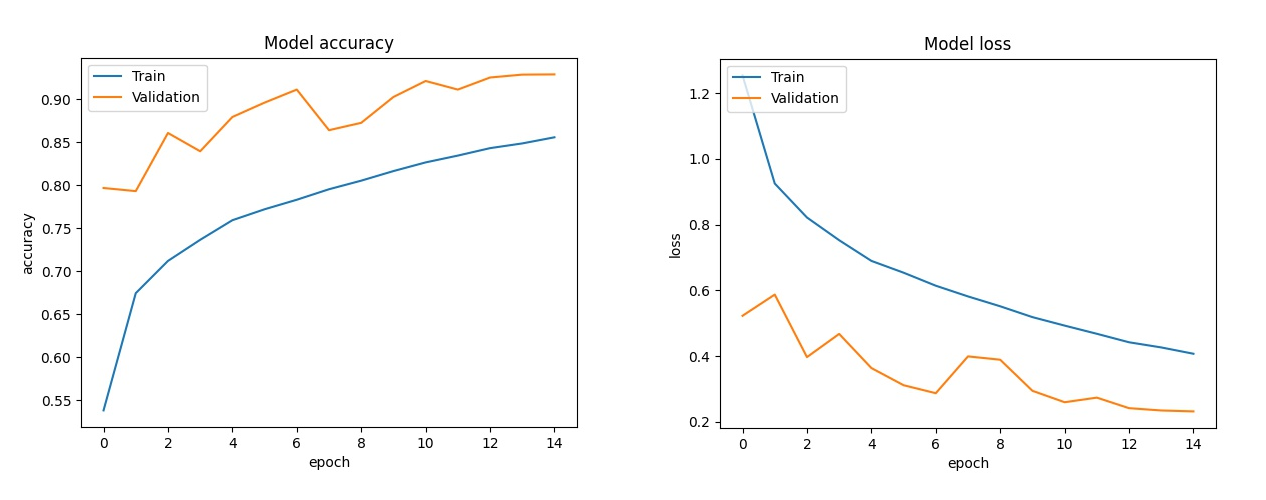 Model accuracy
Train
Validation
0.90
0.85
0.80
0.75
0.70
0.65
0.60
0.55
accuracy
0 2 4 6 8 10 12 14
epoch
Model loss
Train
Validation
1.2
1.0
0.8
0.6
0.4
0.2
loss
0 2 4 6 8 10 12 14
epoch